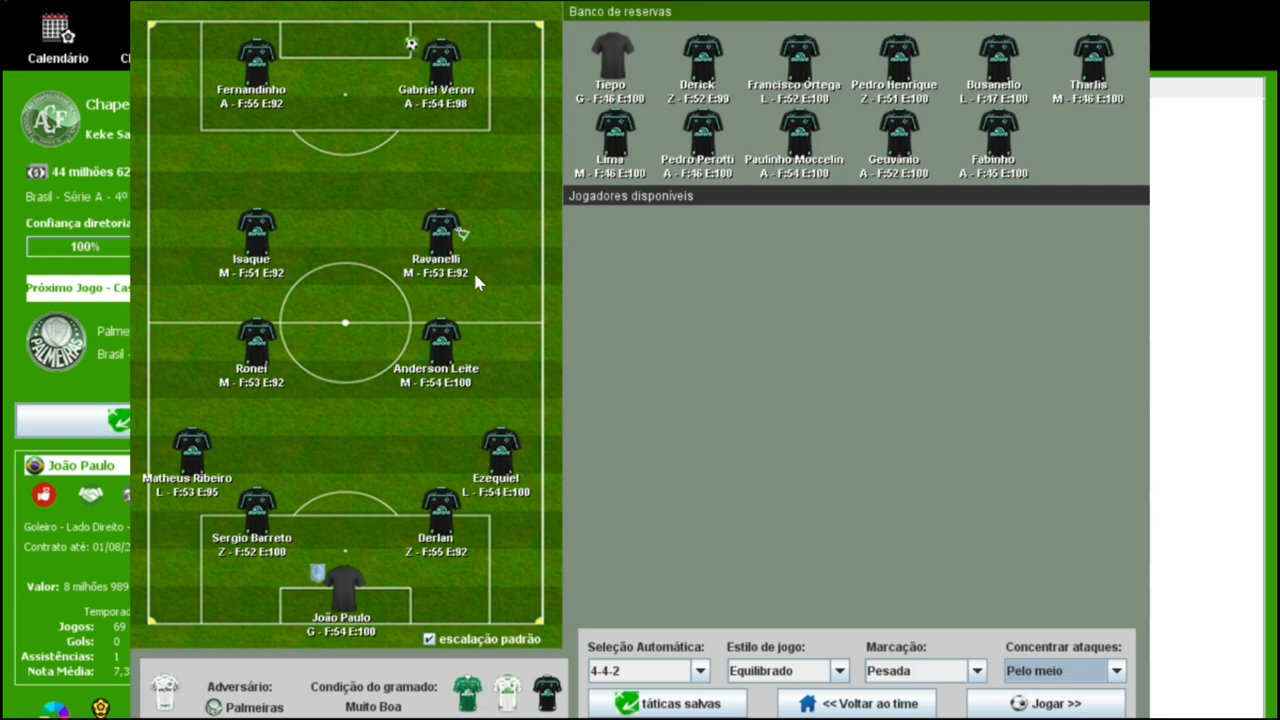 Calendário
Chape
Keke Sa
44 milhões 62
Brasil - Série A - 4º
Confiança diretoria
100%
Próximo Jogo - Cas
PALMEIRAS
Palme
Brasil -
João Paulo
Goleiro - Lado Direito -
Contrato até: 01/08/2
Valor: 8 milhões 989
Temporad
Jogos: 69
Gols: 0
Assistências: 1
Nota Média: 7,3
Fernandinho
A - F:55 E:92
Gabriel Veron
A - F:54 E:98
Isaque
M - F:51 E:92
Ravanelli
M - F:53 E:92
Ronei
M - F:53 E:92
Anderson Leite
M - F:54 E:100
Matheus Ribeiro
L - F:53 E:95
Ezequiel
L - F:54 E:100
Sergio Barreto
Z - F:52 E:100
Derlan
Z - F:55 E:92
João Paulo
G - F:54 E:100
escalação padrão
Adversário:
Palmeiras
Condição do gramado:
Muito Boa
Banco de reservas
Tiepo
G - F:46 E:100
Derick
Z - F:52 E:99
Francisco Ortega
L - F:52 E:100
Pedro Henrique
Z - F:51 E:100
Busanello
L - F:47 E:100
Tharlis
M - F:46 E:100
Lima
M - F:46 E:100
Pedro Perotti
A - F:46 E:100
Paulinho Moccelin
A - F:54 E:100
Geuvânio
A - F:52 E:100
Fabinho
A - F:45 E:100
Jogadores disponíveis
Seleção Automática:
4-4-2
Estilo de jogo:
Equilibrado
Marcação:
Pesada
Concentrar ataques:
Pelo meio
táticas salvas
<< Voltar ao time
Jogar >>